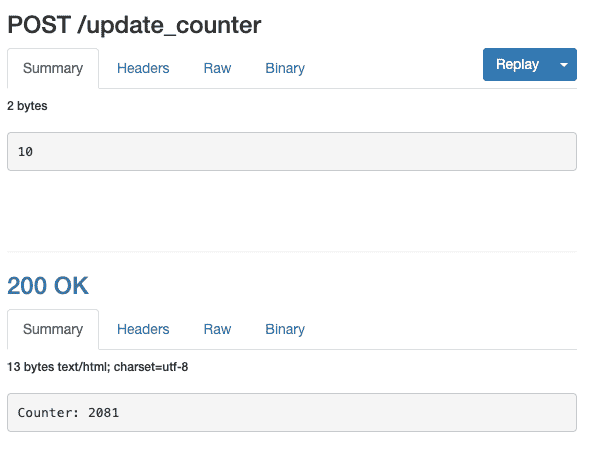 POST /update_counter
Summary Headers Raw Binary Replay
2 bytes
10
200 OK
Summary Headers Raw Binary
13 bytes text/html; charset=utf-8
Counter: 2081